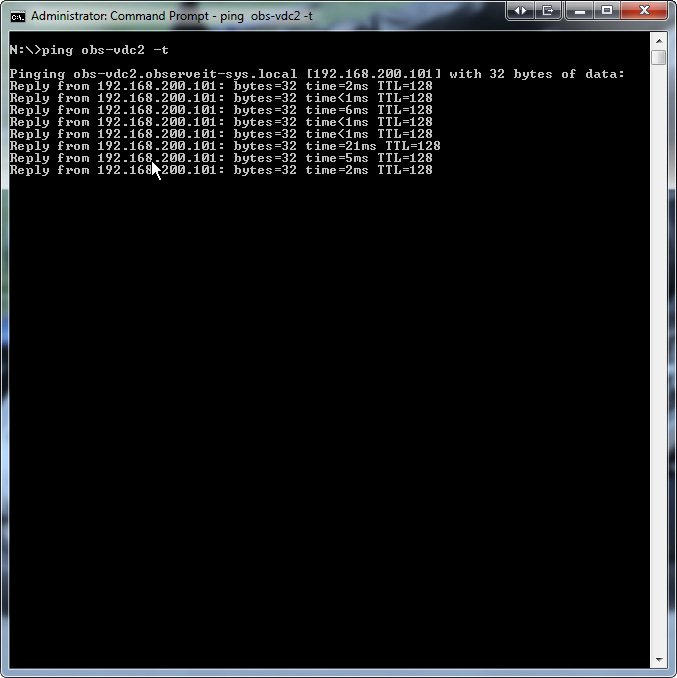 Administrator: Command Prompt - ping  obs-vdc2 -t
N:\>ping obs-vdc2 -t
Pinging obs-vdc2.observeit-sys.local [192.168.200.101] with 32 bytes of data:
Reply from 192.168.200.101: bytes=32 time=2ms TTL=128
Reply from 192.168.200.101: bytes=32 time<1ms TTL=128
Reply from 192.168.200.101: bytes=32 time=6ms TTL=128
Reply from 192.168.200.101: bytes=32 time<1ms TTL=128
Reply from 192.168.200.101: bytes=32 time<1ms TTL=128
Reply from 192.168.200.101: bytes=32 time=21ms TTL=128
Reply from 192.168.200.101: bytes=32 time=5ms TTL=128
Reply from 192.168.200.101: bytes=32 time=2ms TTL=128